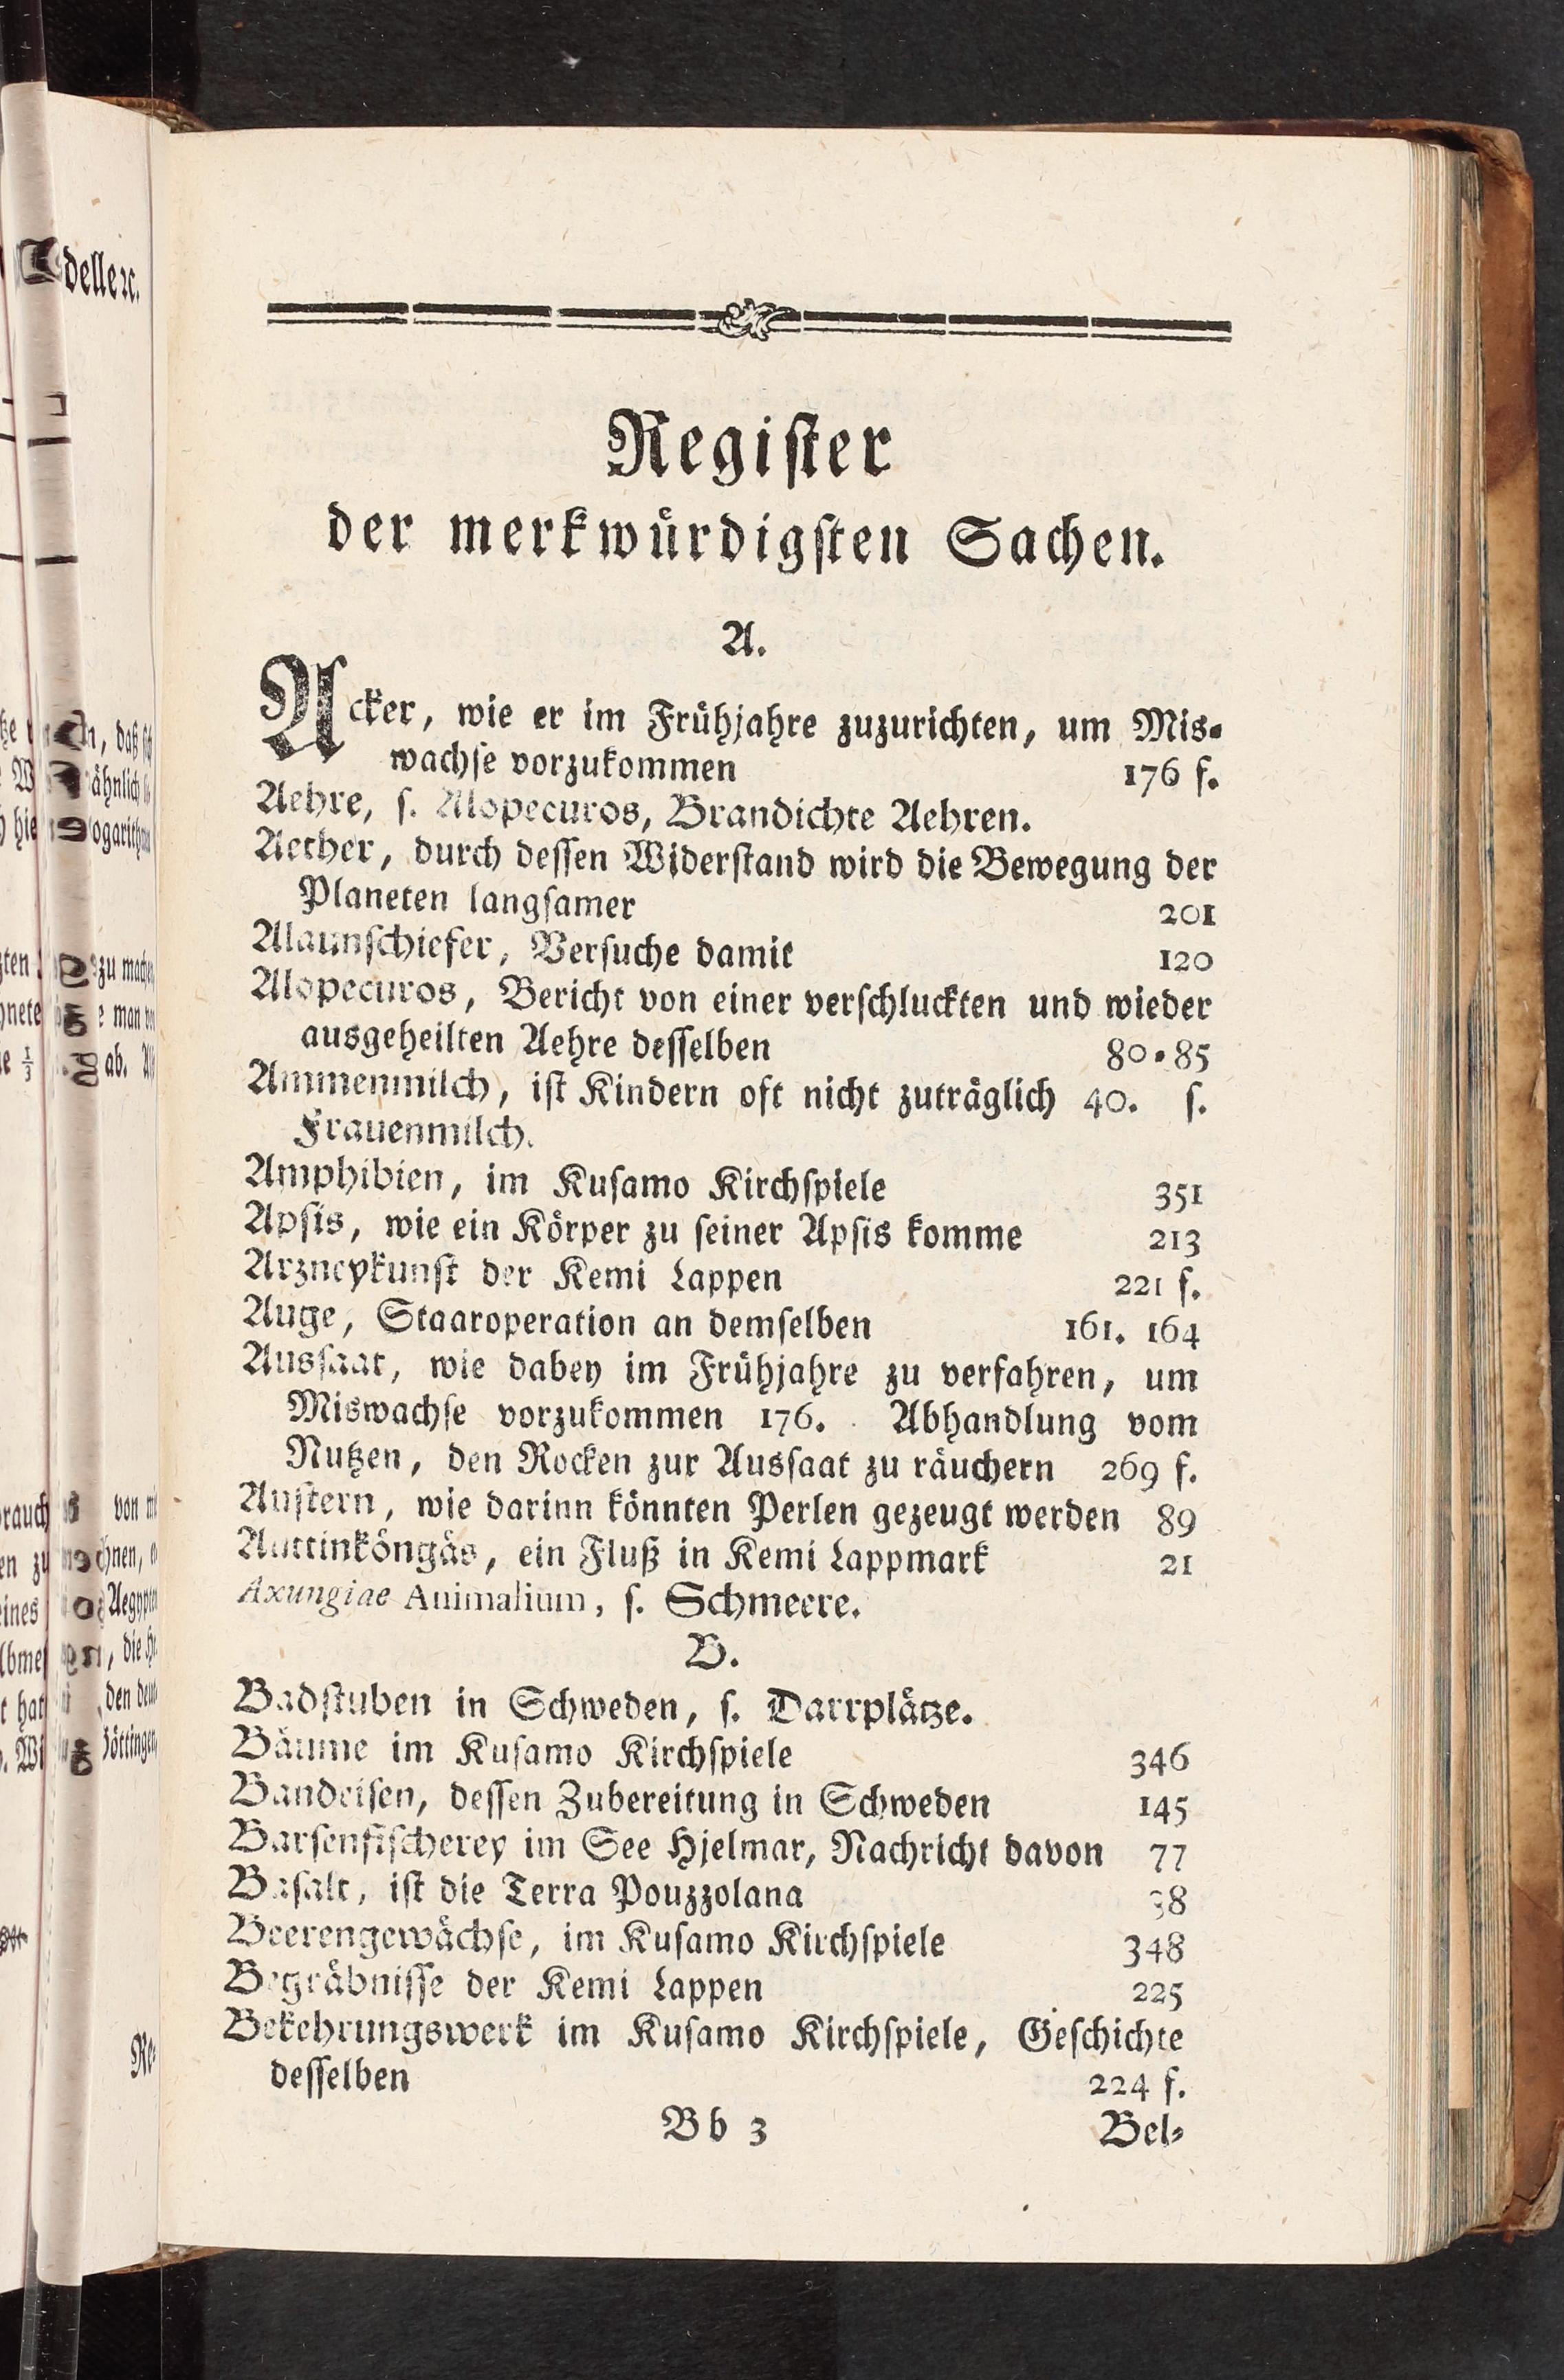 Register
der merkwürdigsten Sachen.
A.
Acker, wie er im Frühjahre zuzurichten, um Mis-
wachse vorzukommen 176 f.
Aehre, s. Alopecuros, Brandichte Aehren.
Aether, durch dessen Widerstand wird die Bewegung der
Planeten langsamer 201
Alaunschiefer, Versuche damit 120
Alopecuros, Bericht von einer verschluckten und wieder
ausgeheilten Aehre desselben 80-85
Ammenmilch, ist Kindern oft nicht zuträglich 40. s.
Frauenmilch.
Amphibien, im Kusamo Kirchspiele 351
Apsis, wie ein Körper zu seiner Apsis komme 213
Arzneykunst der Kemi Lappen 221 f.
Auge, Staaroperation an demselben 161. 164
Aussaat, wie dabey im Frühjahre zu verfahren, um
Miswachse vorzukommen 176. Abhandlung vom
Nutzen, den Rocken zur Aussaat zu räuchern 269 f.
Austern, wie darinn könnten Perlen gezeugt werden 89
Auttinköngäs, ein Fluß in Kemi Lappmark 21
Axungiae Animalium, s. Schmeere.
B.
Badstuben in Schweden, s. Darrplätze.
Bäume im Kusamo Kirchspiele 346
Bandeisen, dessen Zubereitung in Schweden 145
Barsenfischerey im See Hjelmar, Nachricht davon 77
Basalt, ist die Terra Pouzzolana 38
Beerengewächse, im Kusamo Kirchspiele 348
Begräbnisse der Kemi Lappen 225
Bekehrungswerk im Kusamo Kirchspiele, Geschichte
desselben 224 f.
Bb 3 Bel-